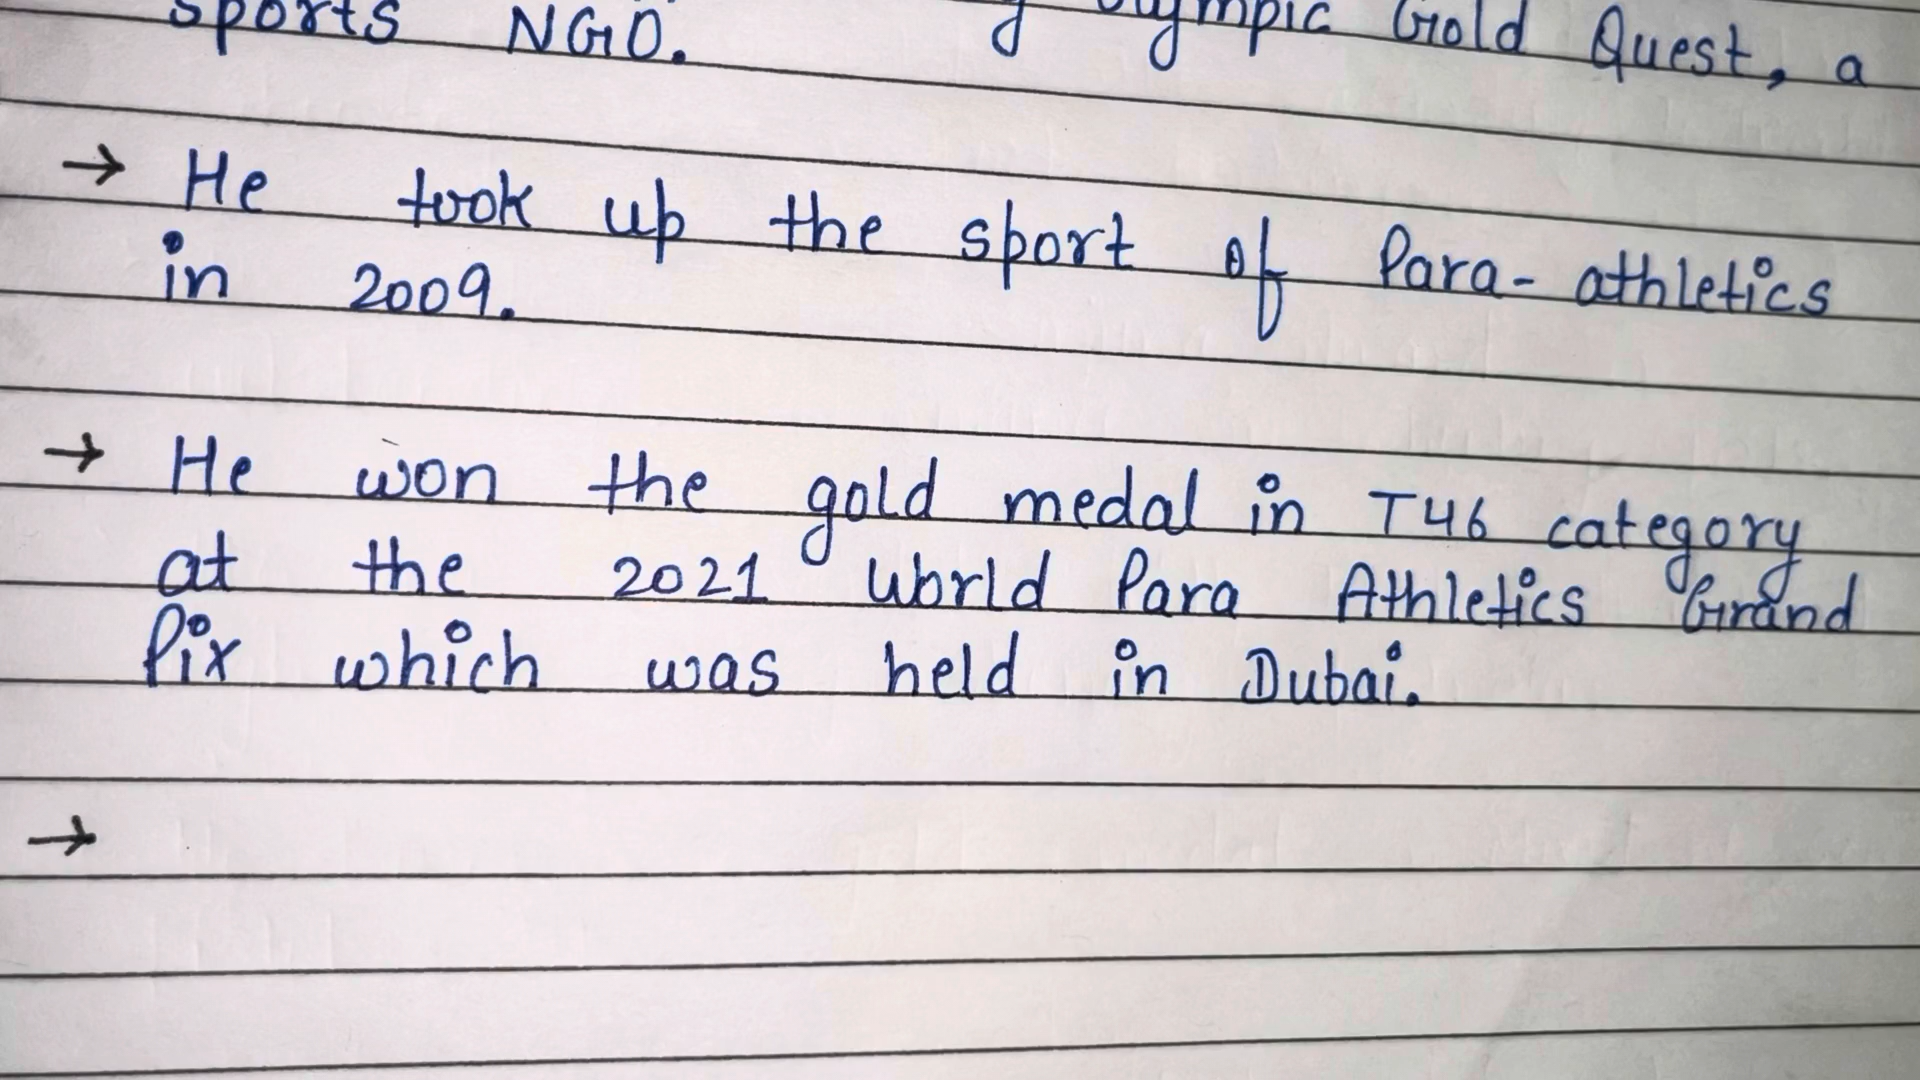 Olympic Gold Quest, a
sports NGO.
→ He took up the sport of Para-athletics
in 2009.
→ He won the gold medal in T46 category
at the 2021 World Para Athletics Grand
Pix which was held in Dubai.
→